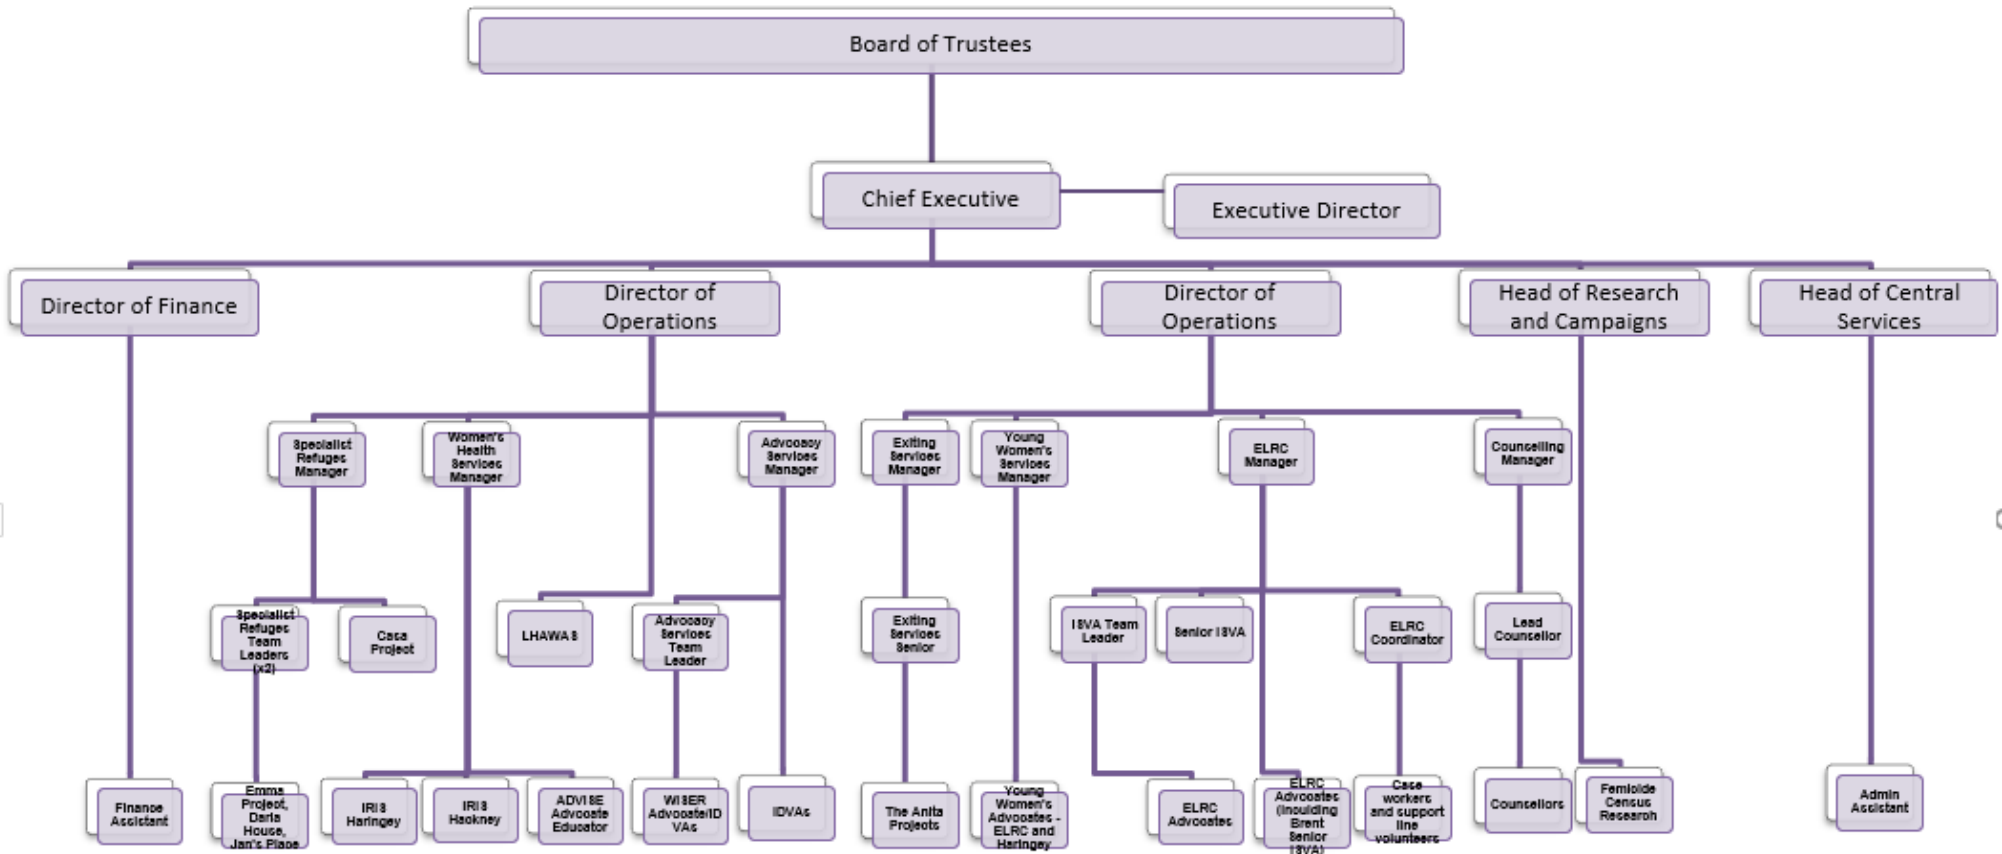 Board of Trustees
Chief Executive
Executive Director
Director of Finance
Director of
Operations
Director of
Operations
Head of Research
and Campaigns
Head of Central
Services
Specialist
Refuges
Manager
Women's
Health
Services
Manager
Advocacy
Services
Manager
Exiting
Services
Manager
Young
Women's
Services
Manager
ELRC
Manager
Counselling
Manager
Specialist
Refuges
Team
Leaders
(x2)
Casa
Project
LHAWAS
Advocacy
Services
Team
Leader
Exiting
Services
Senior
ISVA Team
Leader
Senior ISVA
ELRC
Coordinator
Lead
Counsellor
Finance
Assistant
Emma
Project,
Daria
House,
Jan's Place
IRIS
Haringey
IRIS
Hackney
ADVISE
Advocate
Educator
WISER
Advocate/ID
VAs
IDVAs
The Anita
Projects
Young
Women's
Advocates -
ELRC and
Haringey
ELRC
Advocates
ELRC
Advocates
(inculding
Brent
Senior
ISVA)
Case
workers
and support
line
volunteers
Counsellors
Femicide
Census
Research
Admin
Assistant